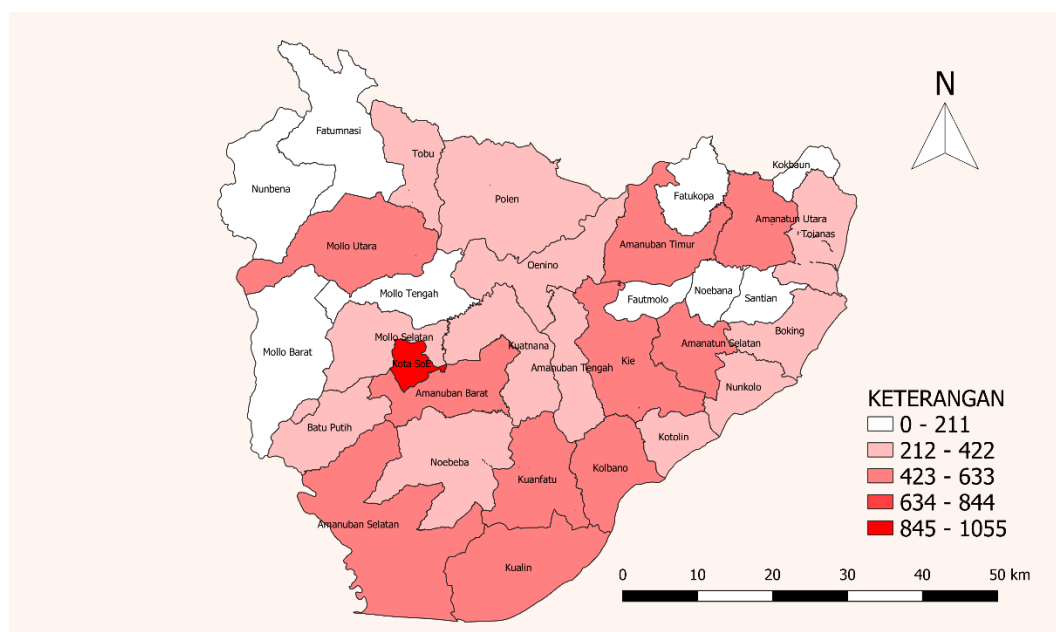 N
Fatumnasi
Tobu
Kokbaun
Nunbena
Polen
Fatukopa
Amanatun Utara
Toianas
Mollo Utara
Amanuban Timur
Oenino
Mollo Tengah
Fautmolo
Noebana
Santian
Boking
Mollo Barat
Mollo Selatan
Kuatnana
Amanatun Selatan
Kota SoE
Amanuban Tengah
Kie
Nunkolo
Amanuban Barat
Batu Putih
Kotolin
Noebeba
Kuanfatu
Kolbano
Amanuban Selatan
Kualin
KETERANGAN
0 - 211
212 - 422
423 - 633
634 - 844
845 - 1055
0 10 20 30 40 50 km